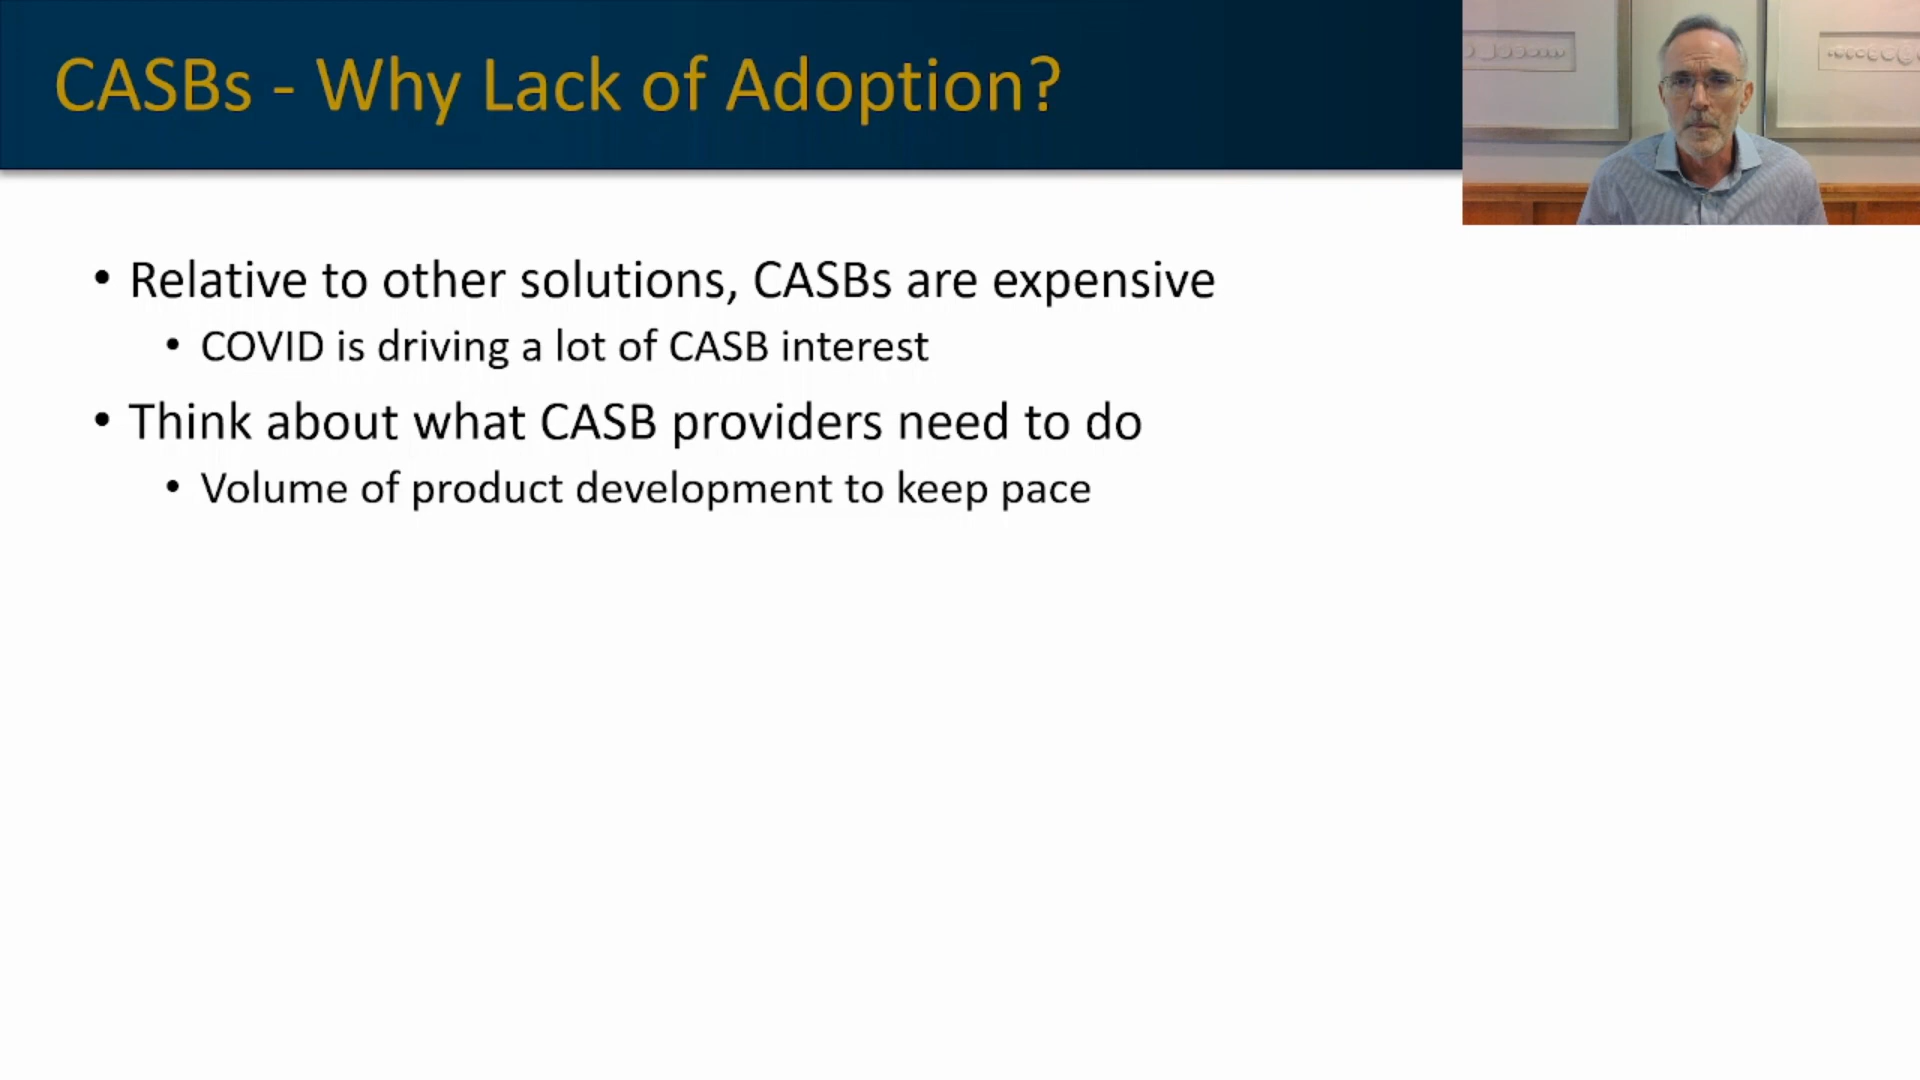 CASBs - Why Lack of Adoption?
• Relative to other solutions, CASBs are expensive
• COVID is driving a lot of CASB interest
• Think about what CASB providers need to do
• Volume of product development to keep pace